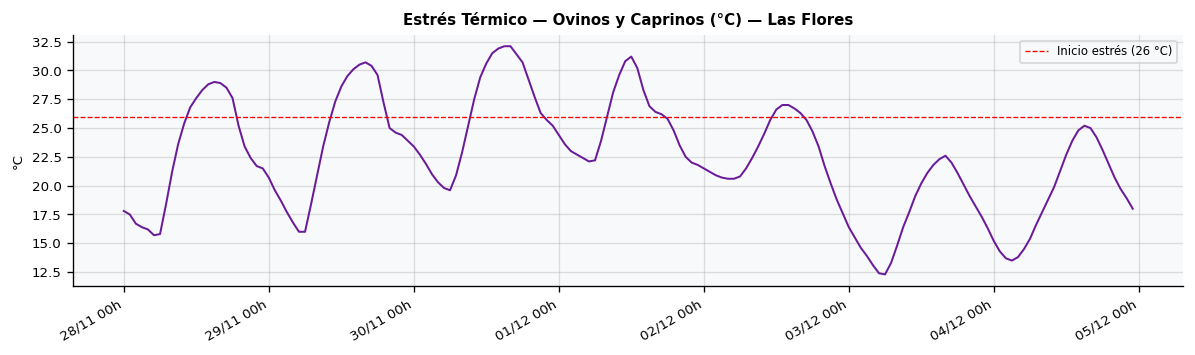 Estrés Térmico — Ovinos y Caprinos (°C) — Las Flores
Inicio estrés (26 °C)
°C
32.5
30.0
27.5
25.0
22.5
20.0
17.5
15.0
12.5
28/11 00h
29/11 00h
30/11 00h
01/12 00h
02/12 00h
03/12 00h
04/12 00h
05/12 00h